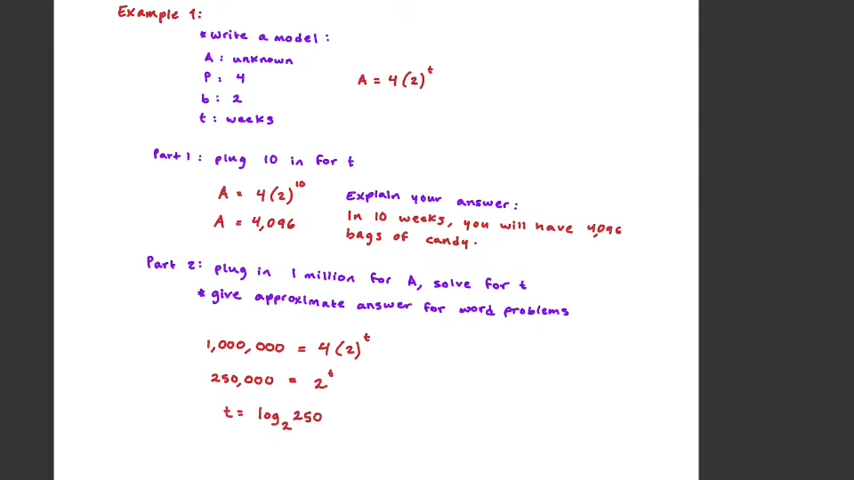 Example 1:
*write a model:
A: unknown
P: 4
b: 2
t: weeks
A = 4(2)^t
Part 1: plug 10 in for t
A = 4(2)^10
A = 4,096
Explain your answer:
In 10 weeks, you will have 4,096
bags of candy.
Part 2: plug in 1 million for A, solve for t
*give approximate answer for word problems
1,000,000 = 4(2)^t
250,000 = 2^t
t = log_2 250